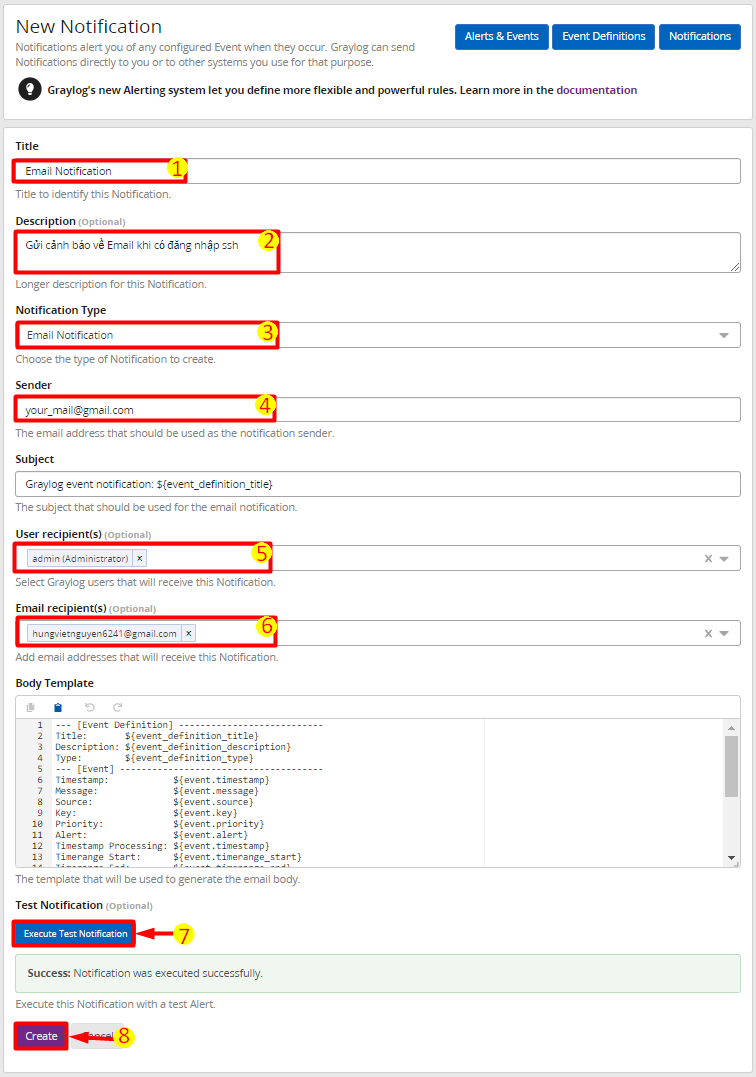 New Notification
Notifications alert you of any configured Event when they occur. Graylog can send
Notifications directly to you or to other systems you use for that purpose.
Alerts & Events
Event Definitions
Notifications
Graylog's new Alerting system let you define more flexible and powerful rules. Learn more in the documentation
Title
Email Notification
1
Title to identify this Notification.
Description (Optional)
Gửi cảnh báo về Email khi có đăng nhập ssh
2
Longer description for this Notification.
Notification Type
Email Notification
3
Choose the type of Notification to create.
Sender
your_mail@gmail.com
4
The email address that should be used as the notification sender.
Subject
Graylog event notification: ${event_definition_title}
The subject that should be used for the email notification.
User recipient(s) (Optional)
admin (Administrator) ×
5
Select Graylog users that will receive this Notification.
Email recipient(s) (Optional)
hungvietnguyen6241@gmail.com ×
6
Add email addresses that will receive this Notification.
Body Template
1 --- [Event Definition] ---------------------------
2 Title: ${event_definition_title}
3 Description: ${event_definition_description}
4 Type: ${event_definition_type}
5 --- [Event] --------------------------------------
6 Timestamp: ${event.timestamp}
7 Message: ${event.message}
8 Source: ${event.source}
9 Key: ${event.key}
10 Priority: ${event.priority}
11 Alert: ${event.alert}
12 Timestamp Processing: ${event.timestamp}
13 Timerange Start: ${event.timerange_start}
The template that will be used to generate the email body.
Test Notification (Optional)
Execute Test Notification
7
Success: Notification was executed successfully.
Execute this Notification with a test Alert.
Create
8